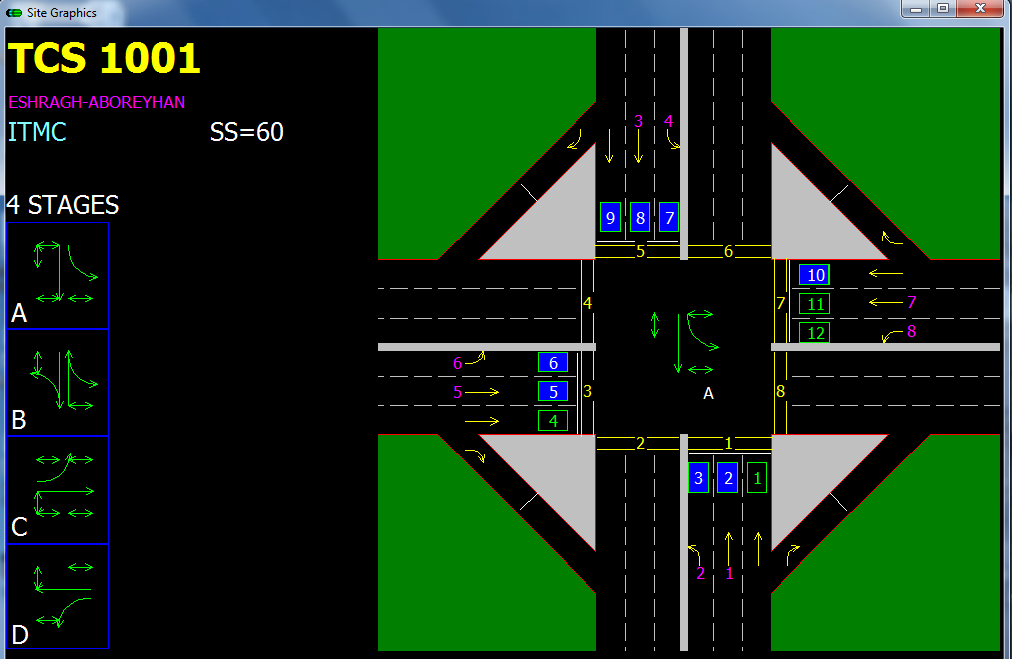 Site Graphics
TCS 1001
ESHRAGH-ABOREYHAN
ITMC SS=60
4 STAGES
A
B
C
D
3 4
9 8 7
5 6
10
4 7 11 7
12 8
6 6
5 5 3 8
A
4
2 1
3 2 1
2 1